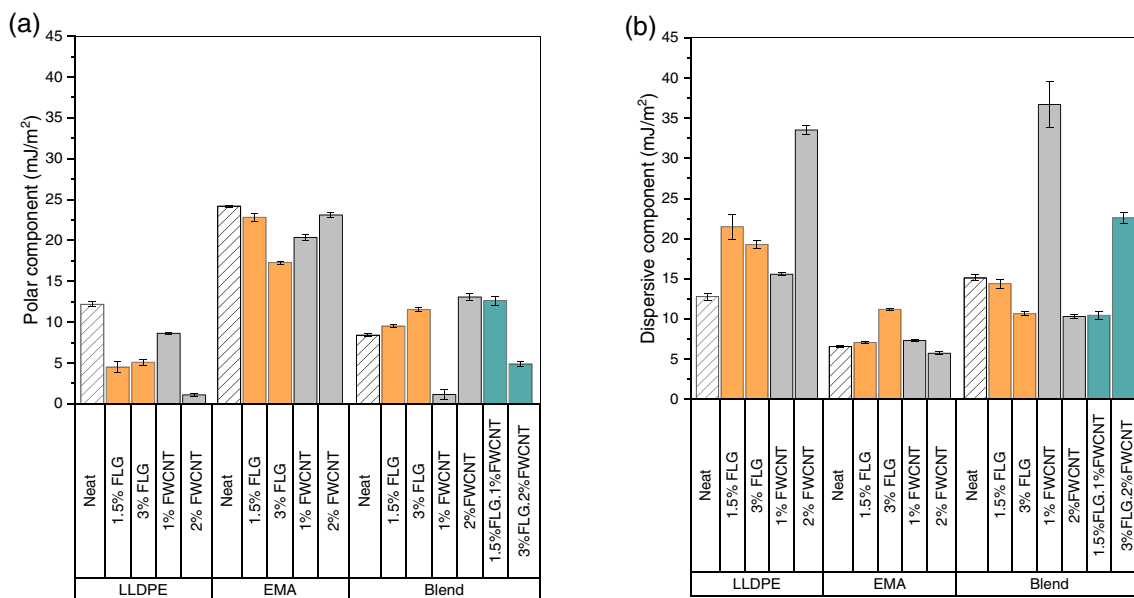 (a)
Polar component (mJ/m²)
45
40
35
30
25
20
15
10
5
0
Neat
1.5% FLG
3% FLG
1% FWCNT
2% FWCNT
Neat
1.5% FLG
3% FLG
1% FWCNT
2% FWCNT
Neat
1.5% FLG
3% FLG
1% FWCNT
2%FWCNT
1.5%FLG.1%FWCNT
3%FLG.2%FWCNT
LLDPE
EMA
Blend
(b)
Dispersive component (mJ/m²)
45
40
35
30
25
20
15
10
5
0
Neat
1.5% FLG
3% FLG
1% FWCNT
2% FWCNT
Neat
1.5% FLG
3% FLG
1% FWCNT
2% FWCNT
Neat
1.5% FLG
3% FLG
1% FWCNT
2%FWCNT
1.5%FLG.1%FWCNT
3%FLG.2%FWCNT
LLDPE
EMA
Blend